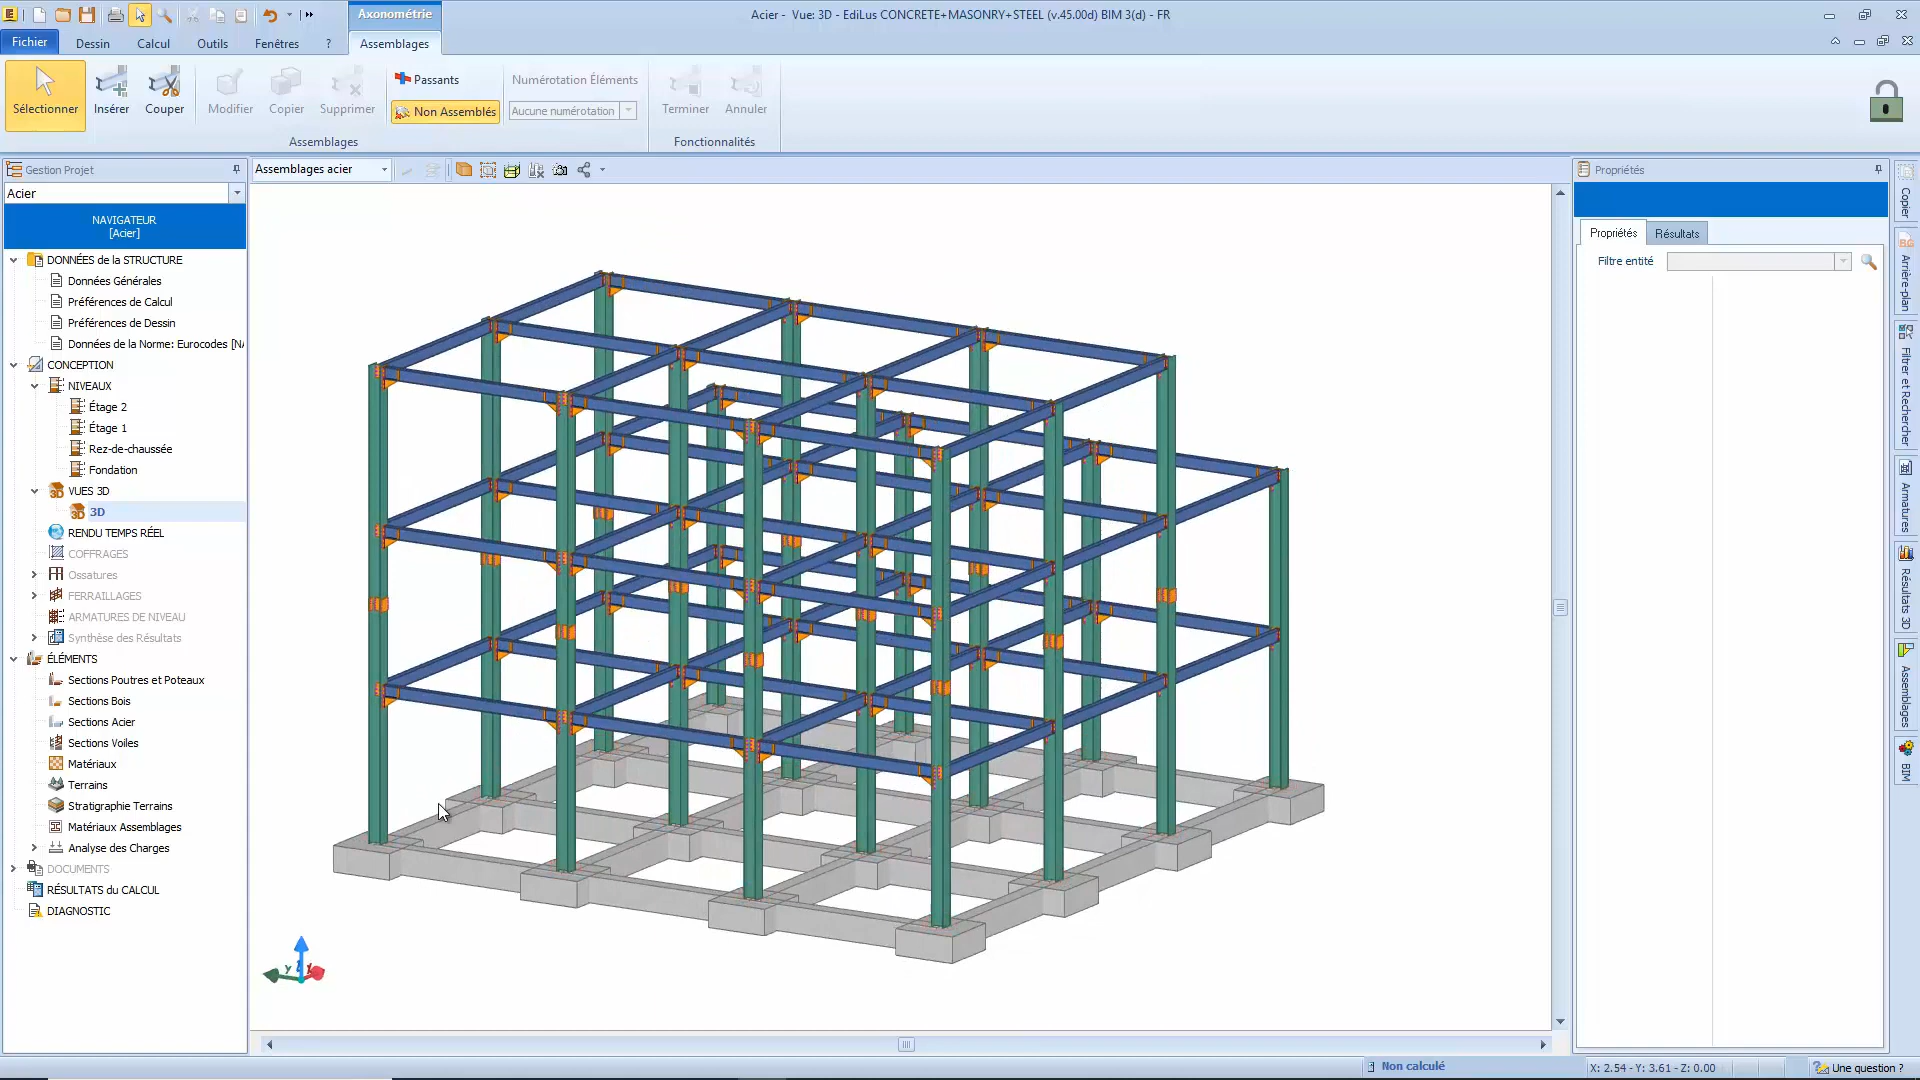 Axonométrie
Acier - Vue: 3D - EdiLus CONCRETE+MASONRY+STEEL (v.45.00d) BIM 3(d) - FR
Fichier
Dessin
Calcul
Outils
Fenêtres
?
Assemblages
Sélectionner
Insérer
Couper
Modifier
Copier
Supprimer
Passants
Non Assemblés
Numérotation Éléments
Aucune numérotation
Terminer
Annuler
Assemblages
Fonctionnalités
Gestion Projet
Acier
NAVIGATEUR
[Acier]
DONNÉES de la STRUCTURE
Données Générales
Préférences de Calcul
Préférences de Dessin
Données de la Norme: Eurocodes [N
CONCEPTION
NIVEAUX
Étage 2
Étage 1
Rez-de-chaussée
Fondation
VUES 3D
3D
RENDU TEMPS RÉEL
COFFRAGES
Ossatures
FERRAILLAGES
ARMATURES DE NIVEAU
Synthèse des Résultats
ÉLÉMENTS
Sections Poutres et Poteaux
Sections Bois
Sections Acier
Sections Voiles
Matériaux
Terrains
Stratigraphie Terrains
Matériaux Assemblages
Analyse des Charges
DOCUMENTS
RÉSULTATS du CALCUL
DIAGNOSTIC
Assemblages acier
Propriétés
Propriétés
Résultats
Filtre entité
Copier
Arrière-plan
Filtrer et Rechercher
Armatures
Résultats 3D
Assemblages
BIM
Non calculé
X: 2.54 - Y: 3.61 - Z: 0.00
Une question ?